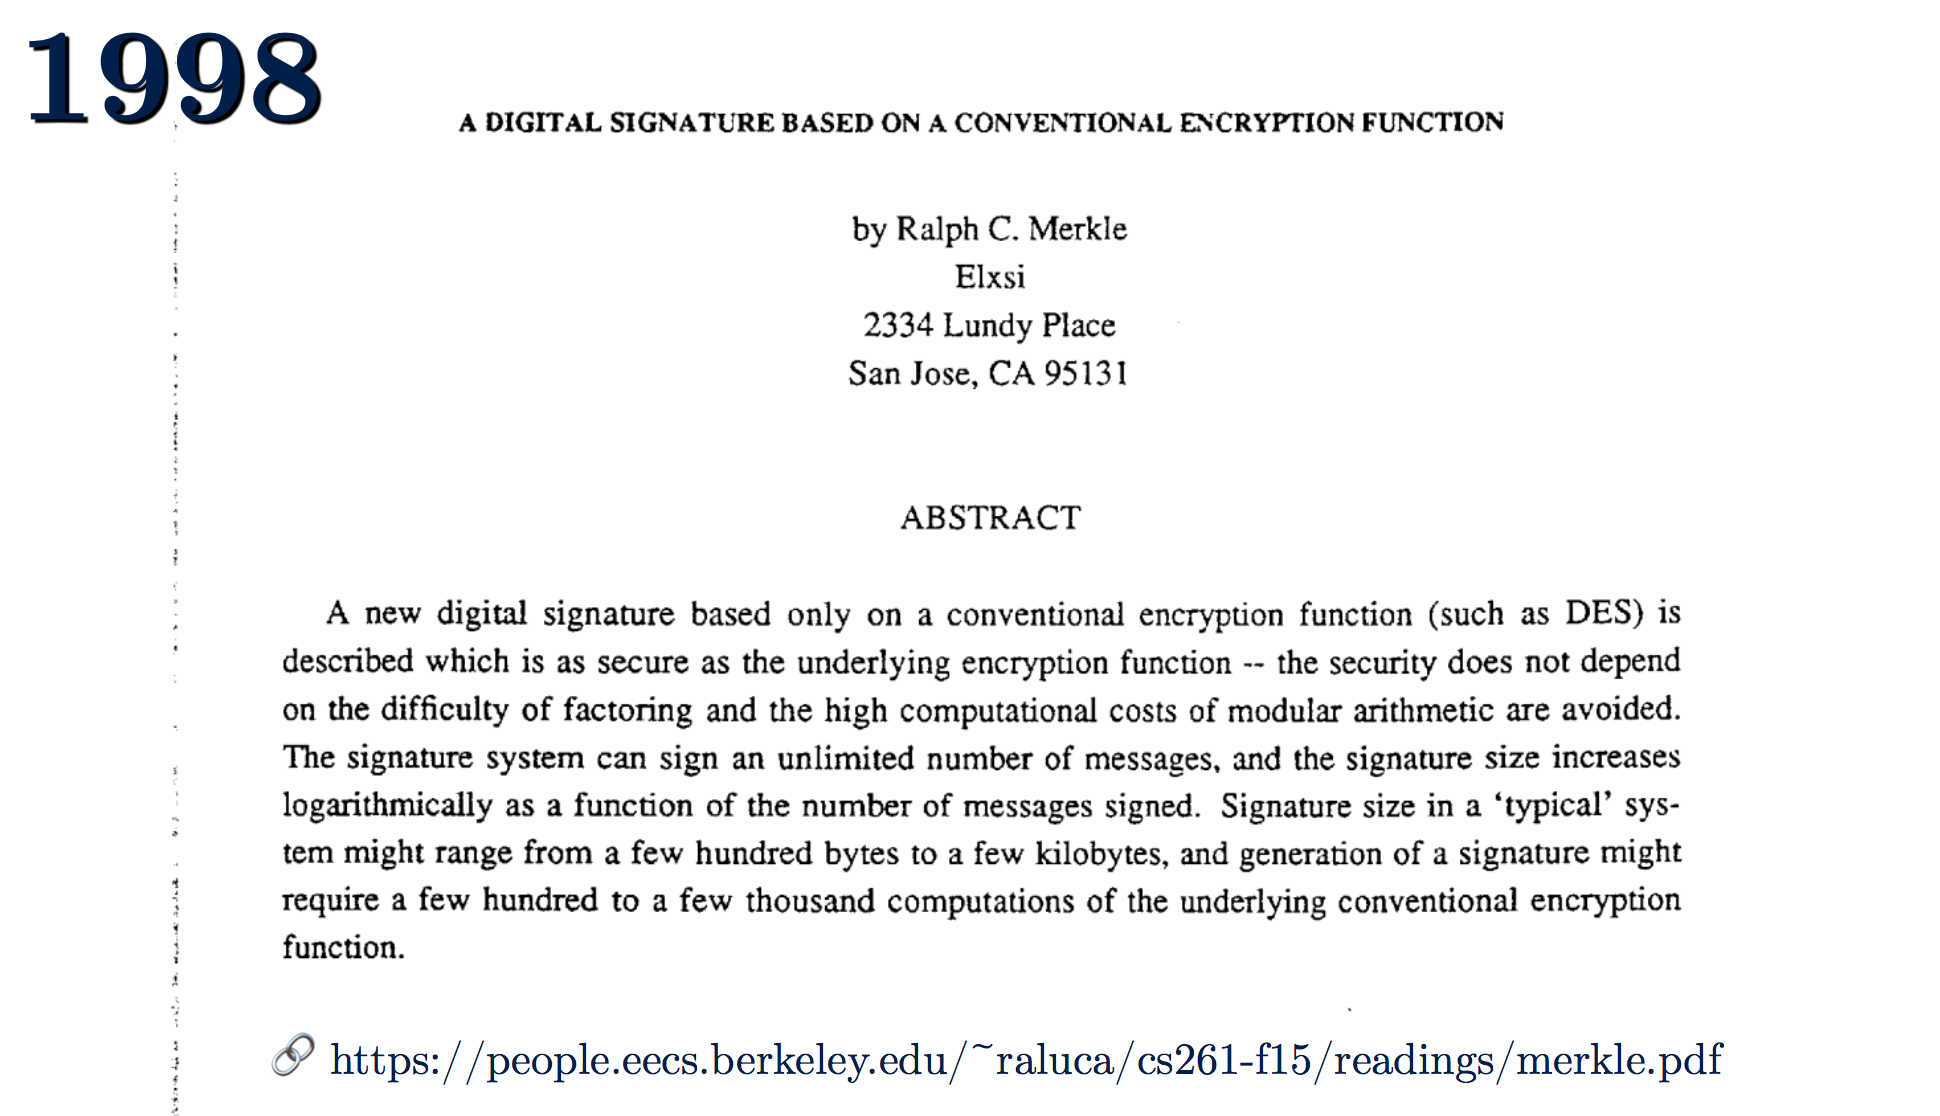 1998
A DIGITAL SIGNATURE BASED ON A CONVENTIONAL ENCRYPTION FUNCTION
by Ralph C. Merkle
Elxsi
2334 Lundy Place
San Jose, CA 95131
ABSTRACT
A new digital signature based only on a conventional encryption function (such as DES) is
described which is as secure as the underlying encryption function -- the security does not depend
on the difficulty of factoring and the high computational costs of modular arithmetic are avoided.
The signature system can sign an unlimited number of messages, and the signature size increases
logarithmically as a function of the number of messages signed. Signature size in a ‘typical’ sys-
tem might range from a few hundred bytes to a few kilobytes, and generation of a signature might
require a few hundred to a few thousand computations of the underlying conventional encryption
function.
https://people.eecs.berkeley.edu/~raluca/cs261-f15/readings/merkle.pdf